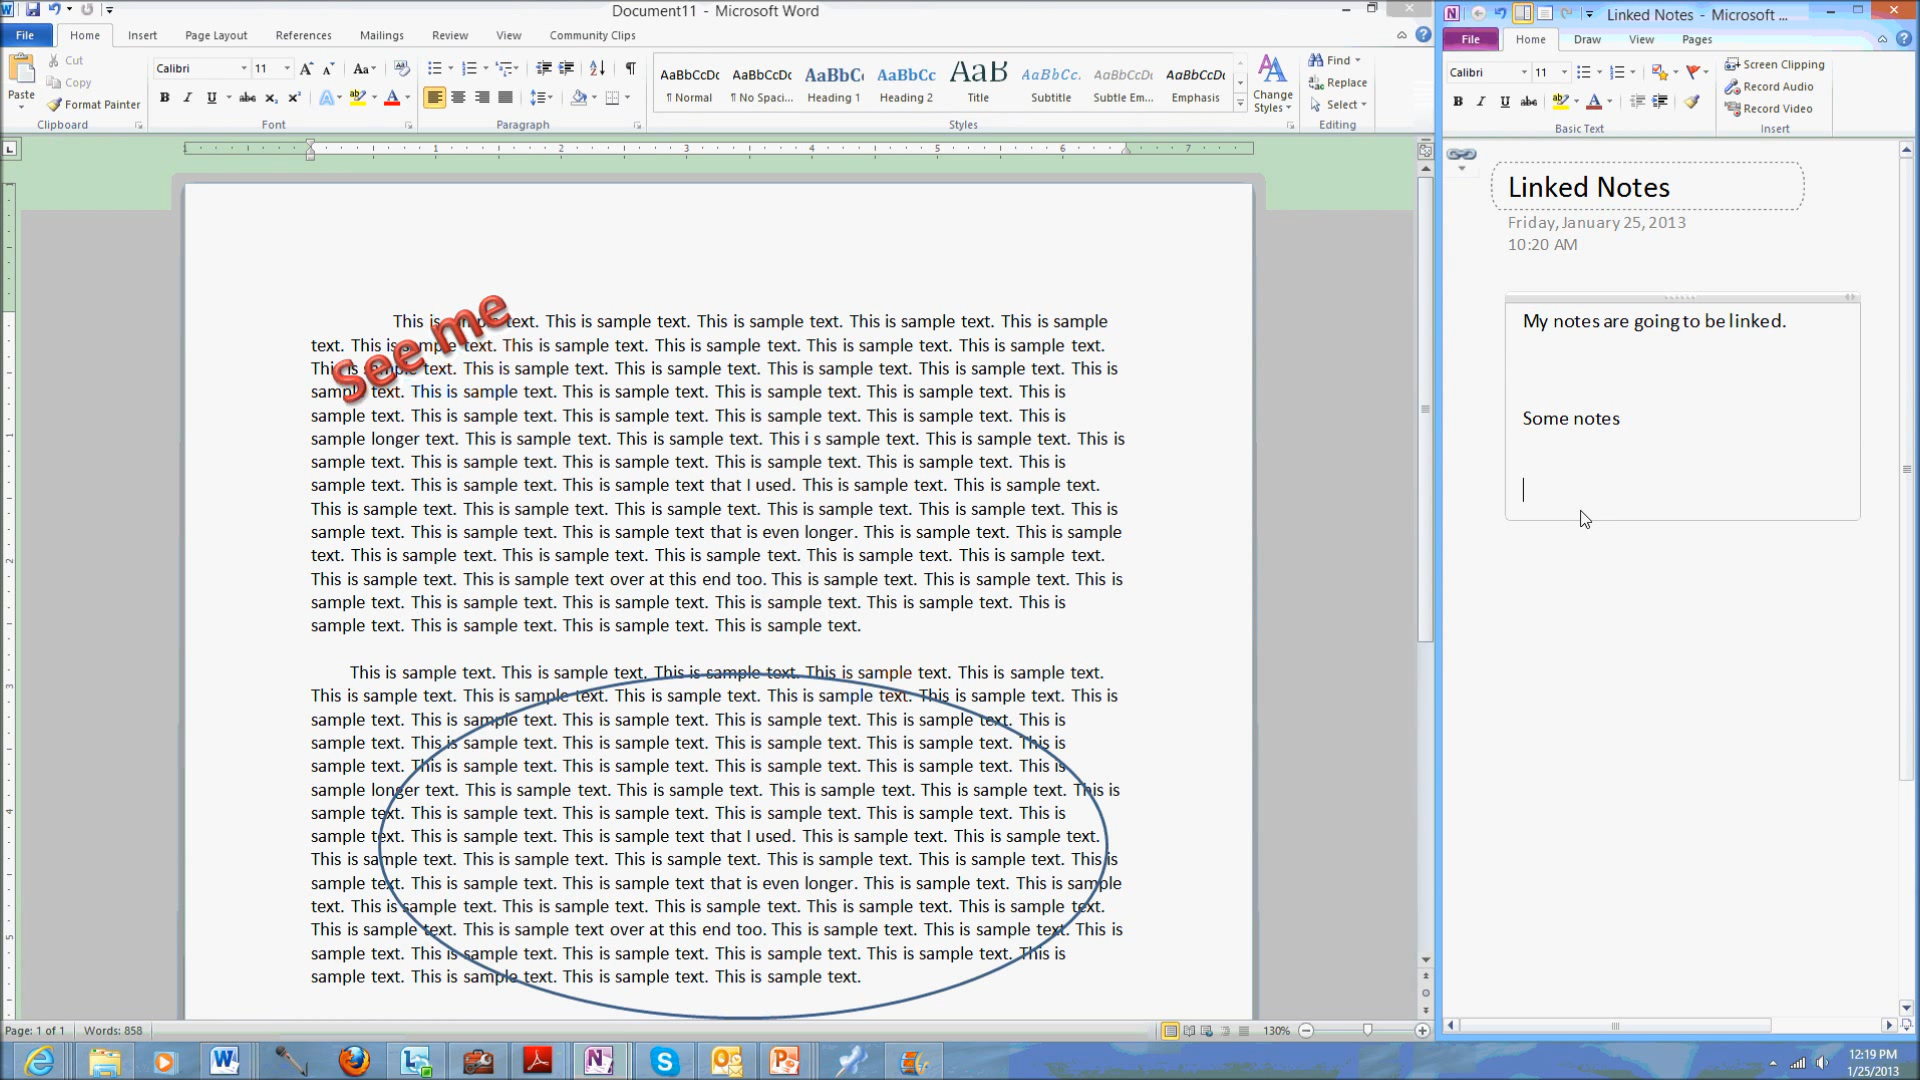 Document11 - Microsoft Word
File Home Insert Page Layout References Mailings Review View Community Clips
Paste
Cut
Copy
Format Painter
Clipboard
Calibri 11
Font
Paragraph
AaBbCcDc AaBbCcDc AaBbC AaBbCc AaB AaBbCc. AaBbCcDc AaBbCcDc
¶ Normal ¶ No Spaci... Heading 1 Heading 2 Title Subtitle Subtle Em... Emphasis
Styles
Change Styles
Find
Replace
Select
Editing
1 1 2 3 4 5 6 7
See me
This is sample text. This is sample text. This is sample text. This is sample text. This is sample
text. This is sample text. This is sample text. This is sample text. This is sample text. This is sample text.
This is sample text. This is sample text. This is sample text. This is sample text. This is sample text. This is
sample text. This is sample text. This is sample text. This is sample text. This is sample text. This is
sample text. This is sample text. This is sample text. This is sample text. This is sample text. This is
sample longer text. This is sample text. This is sample text. This i s sample text. This is sample text. This is
sample text. This is sample text. This is sample text. This is sample text. This is sample text. This is
sample text. This is sample text. This is sample text that I used. This is sample text. This is sample text.
This is sample text. This is sample text. This is sample text. This is sample text. This is sample text. This is
sample text. This is sample text. This is sample text that is even longer. This is sample text. This is sample
text. This is sample text. This is sample text. This is sample text. This is sample text. This is sample text.
This is sample text. This is sample text over at this end too. This is sample text. This is sample text. This is
sample text. This is sample text. This is sample text. This is sample text. This is sample text. This is
sample text. This is sample text. This is sample text. This is sample text.
This is sample text. This is sample text. This is sample text. This is sample text. This is sample text.
This is sample text. This is sample text. This is sample text. This is sample text. This is sample text. This is
sample text. This is sample text. This is sample text. This is sample text. This is sample text. This is
sample text. This is sample text. This is sample text. This is sample text. This is sample text. This is
sample text. This is sample text. This is sample text. This is sample text. This is sample text. This is
sample longer text. This is sample text. This is sample text. This is sample text. This is sample text. This is
sample text. This is sample text. This is sample text. This is sample text. This is sample text. This is
sample text. This is sample text. This is sample text that I used. This is sample text. This is sample text.
This is sample text. This is sample text. This is sample text. This is sample text. This is sample text. This is
sample text. This is sample text. This is sample text that is even longer. This is sample text. This is sample
text. This is sample text. This is sample text. This is sample text. This is sample text. This is sample text.
This is sample text. This is sample text over at this end too. This is sample text. This is sample text. This is
sample text. This is sample text. This is sample text. This is sample text. This is sample text. This is
sample text. This is sample text. This is sample text. This is sample text.
Page: 1 of 1 Words: 858
130%
Linked Notes - Microsoft ...
File Home Draw View Pages
Calibri 11
Basic Text
Screen Clipping
Record Audio
Record Video
Insert
Linked Notes
Friday, January 25, 2013
10:20 AM
My notes are going to be linked.
Some notes
12:19 PM
1/25/2013